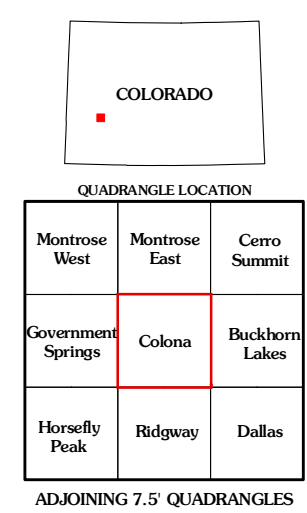 COLORADO
QUADRANGLE LOCATION
Montrose West
Montrose East
Cerro Summit
Government Springs
Colona
Buckhorn Lakes
Horsefly Peak
Ridgway
Dallas
ADJOINING 7.5' QUADRANGLES